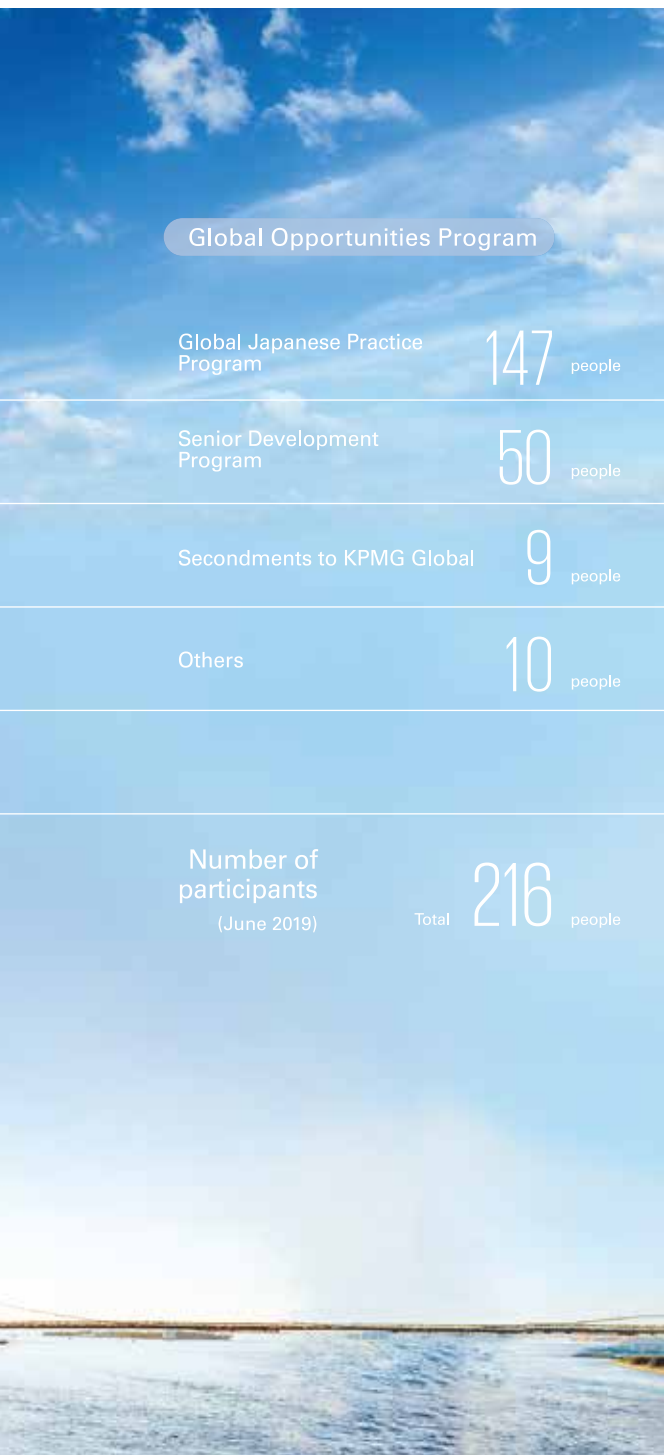 Global Opportunities Program
Global Japanese Practice
Program
147 people
Senior Development
Program
50 people
Secondments to KPMG Global
9 people
Others
10 people
Number of
participants
(June 2019)
Total 216 people